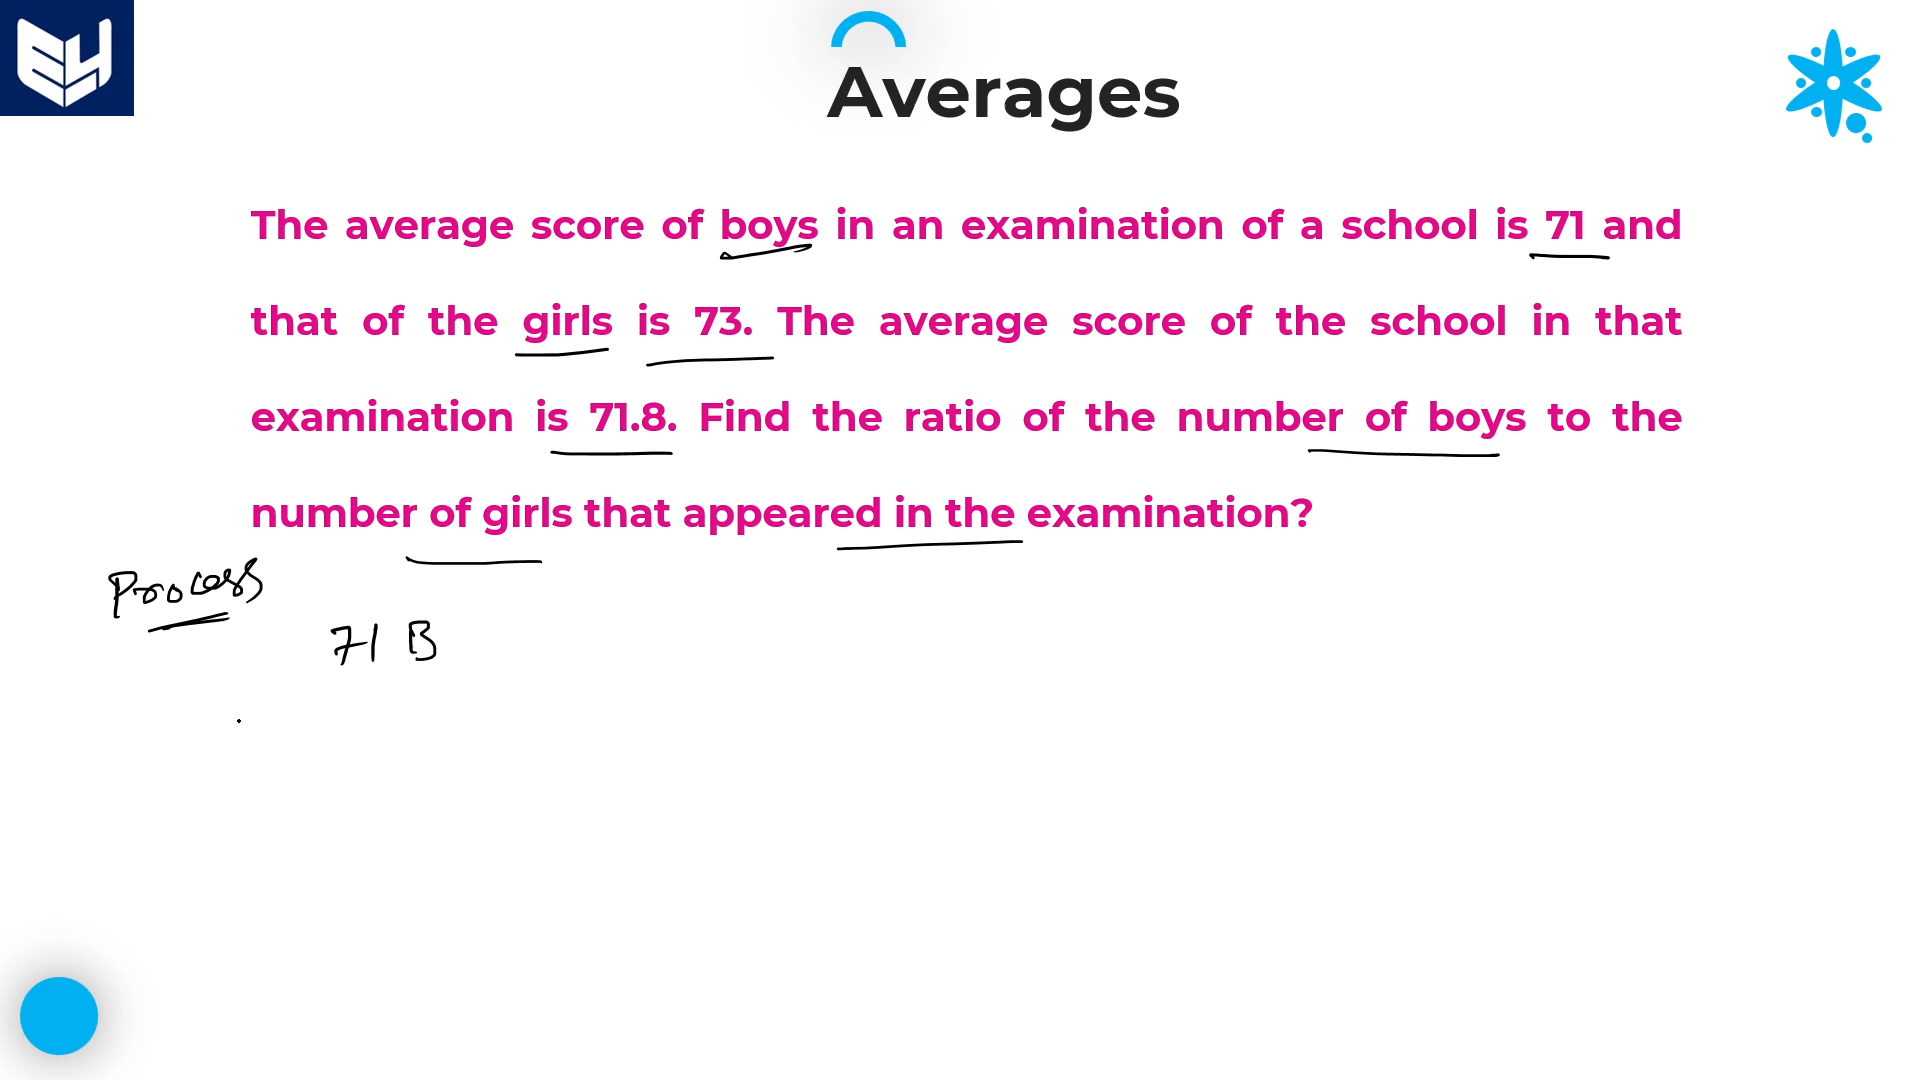 Averages
The average score of boys in an examination of a school is 71 and
that of the girls is 73. The average score of the school in that
examination is 71.8. Find the ratio of the number of boys to the
number of girls that appeared in the examination?
Process
71 B